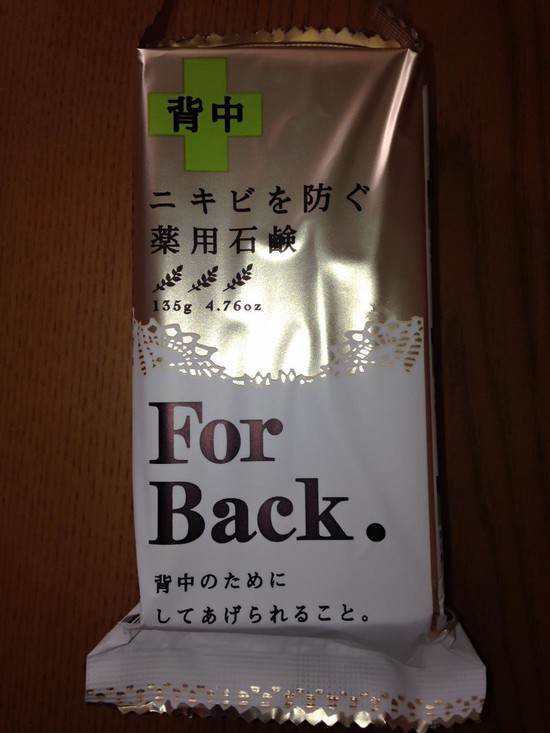 背中
ニキビを防ぐ
薬用石鹸
135g 4.76oz
For
Back.
背中のために
してあげられること。